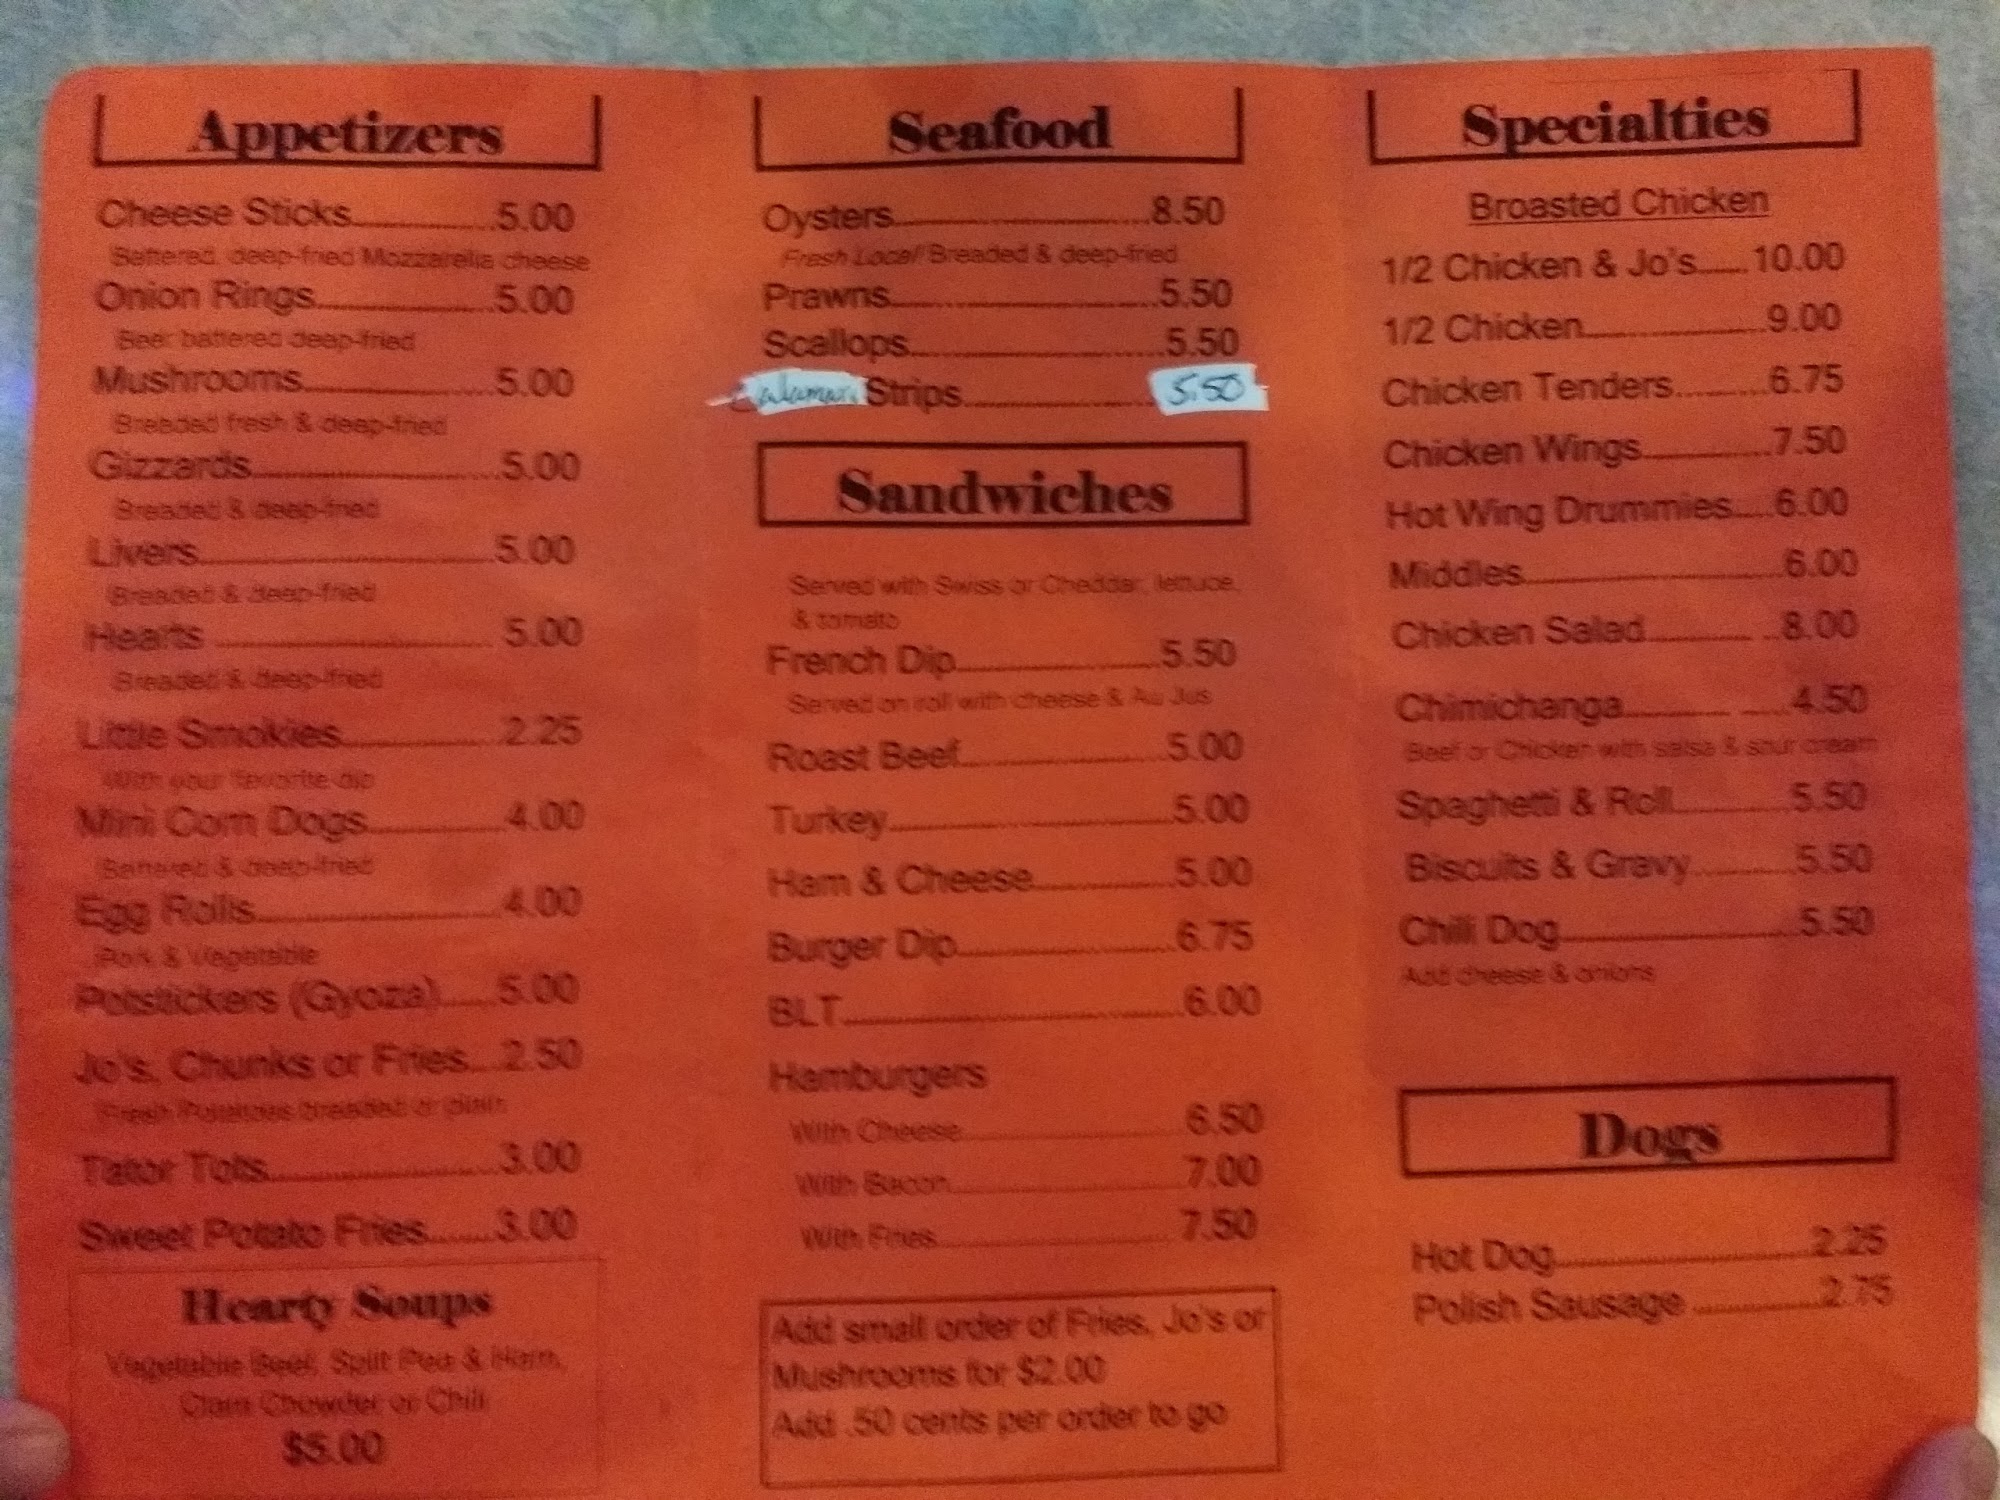 Appetizers
Cheese Sticks 5.00
Battered, deep-fried Mozzarella cheese
Onion Rings 5.00
Beer battered deep-fried
Mushrooms 5.00
Breaded fresh & deep-fried
Gizzards 5.00
Breaded & deep-fried
Livers 5.00
Breaded & deep-fried
Hearts 5.00
Breaded & deep-fried
Little Smokies 2.25
With your favorite dip
Mini Corn Dogs 4.00
Battered & deep-fried
Egg Rolls 4.00
Pork & Vegetable
Potstickers (Gyoza) 5.00
Jo's, Chunks or Fries 2.50
Fresh Potatoes breaded or plain
Tator Tots 3.00
Sweet Potato Fries 3.00
Hearty Soups
Vegetable Beef, Split Pea & Ham,
Clam Chowder or Chili
$5.00
Seafood
Oysters 8.50
Fresh Local Breaded & deep-fried
Prawns 5.50
Scallops 5.50
Calamari Strips 5.50
Sandwiches
Served with Swiss or Cheddar, lettuce,
& tomato
French Dip 5.50
Served on roll with cheese & Au Jus
Roast Beef 5.00
Turkey 5.00
Ham & Cheese 5.00
Burger Dip 6.75
BLT 6.00
Hamburgers
With Cheese 6.50
With Bacon 7.00
With Fries 7.50
Add small order of Fries, Jo's or
Mushrooms for $2.00
Add .50 cents per order to go
Specialties
Broasted Chicken
1/2 Chicken & Jo's 10.00
1/2 Chicken 9.00
Chicken Tenders 6.75
Chicken Wings 7.50
Hot Wing Drummies 6.00
Middles 6.00
Chicken Salad 8.00
Chimichanga 4.50
Beef or Chicken with salsa & sour cream
Spaghetti & Roll 5.50
Biscuits & Gravy 5.50
Chili Dog 5.50
Add cheese & onions
Dogs
Hot Dog 2.25
Polish Sausage 2.75